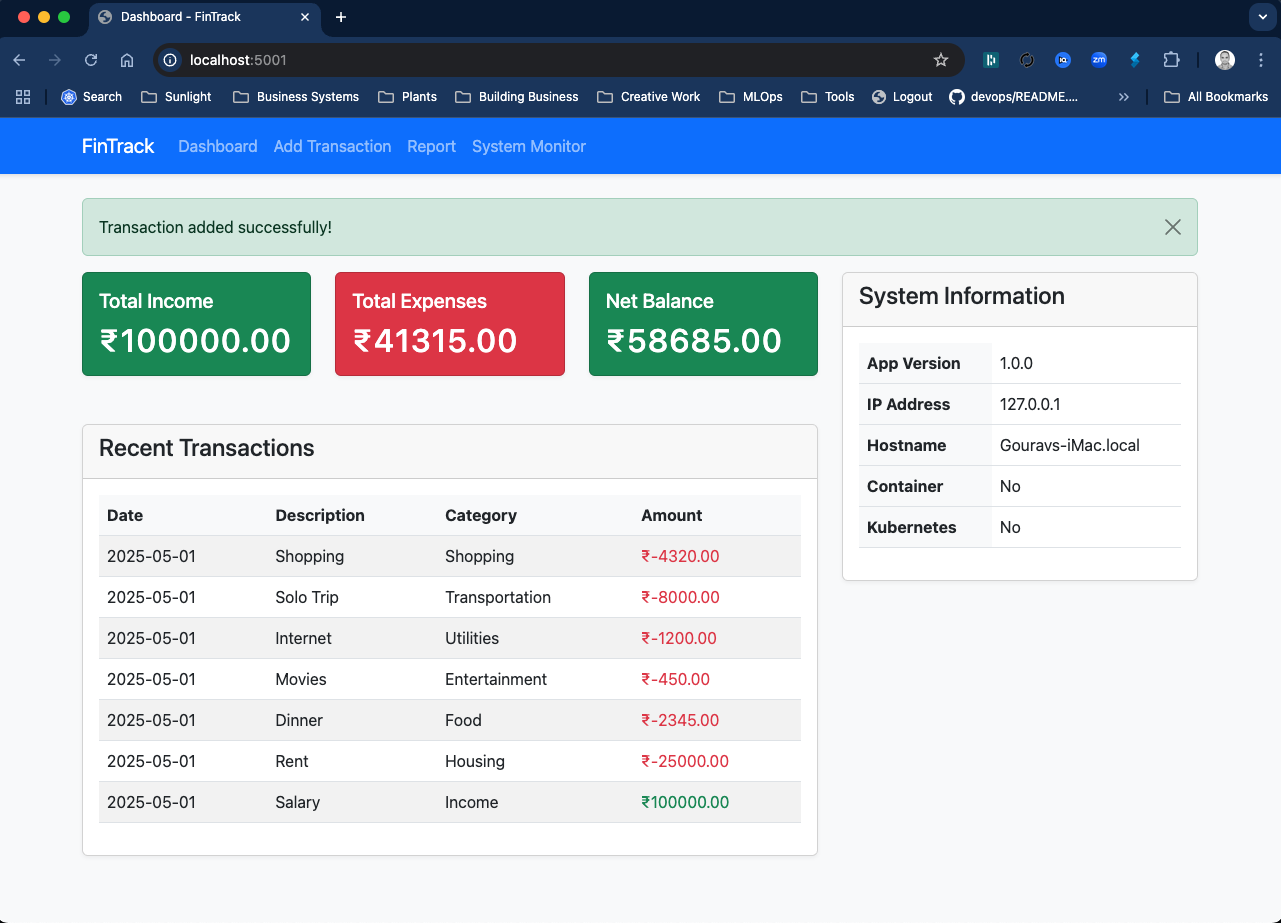 Dashboard - FinTrack
localhost:5001
Search Sunlight Business Systems Plants Building Business Creative Work MLOps Tools Logout devops/README.... » All Bookmarks
FinTrack Dashboard Add Transaction Report System Monitor
Transaction added successfully!
Total Income
₹100000.00
Total Expenses
₹41315.00
Net Balance
₹58685.00
System Information
App Version 1.0.0
IP Address 127.0.0.1
Hostname Gouravs-iMac.local
Container No
Kubernetes No
Recent Transactions
Date Description Category Amount
2025-05-01 Shopping Shopping ₹-4320.00
2025-05-01 Solo Trip Transportation ₹-8000.00
2025-05-01 Internet Utilities ₹-1200.00
2025-05-01 Movies Entertainment ₹-450.00
2025-05-01 Dinner Food ₹-2345.00
2025-05-01 Rent Housing ₹-25000.00
2025-05-01 Salary Income ₹100000.00